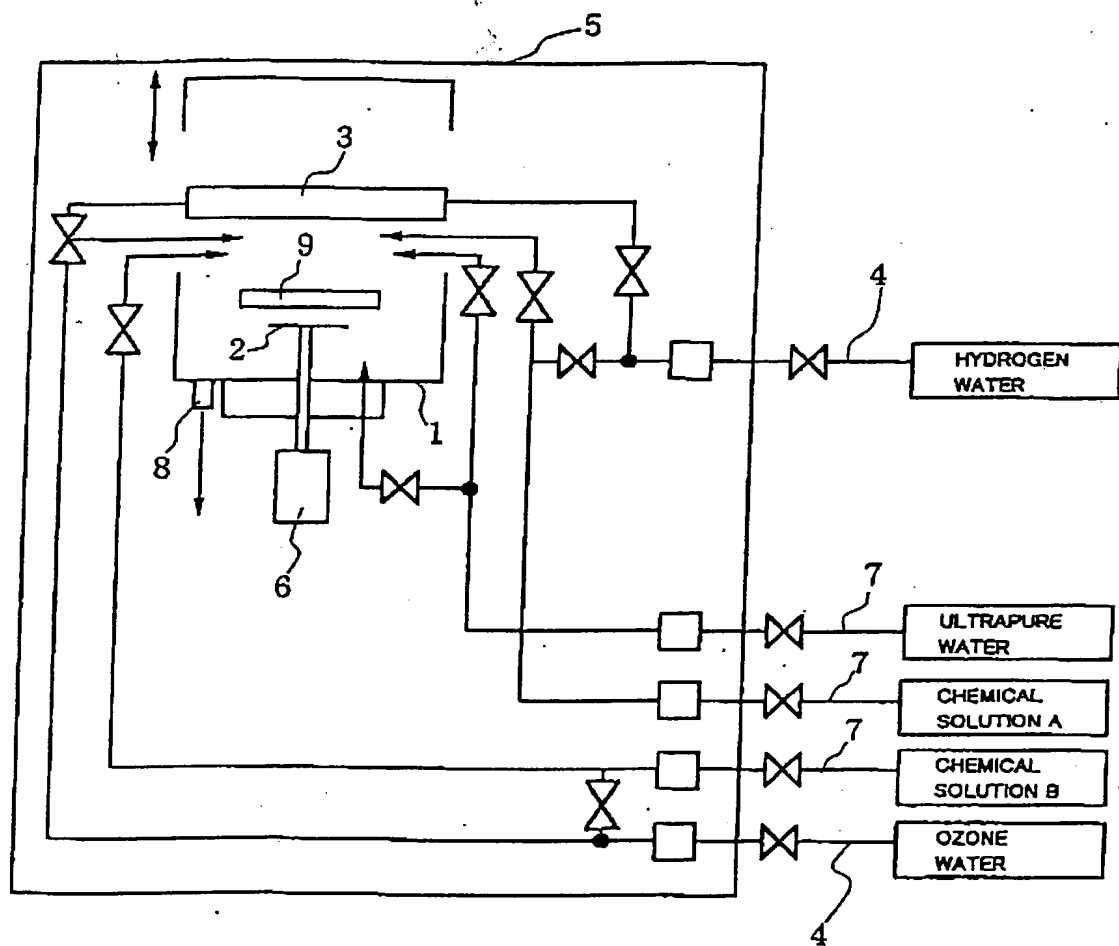 5
3
9
4
HYDROGEN
WATER
2
1
8
6
7
ULTRAPURE
WATER
7
CHEMICAL
SOLUTION A
7
CHEMICAL
SOLUTION B
OZONE
WATER
4